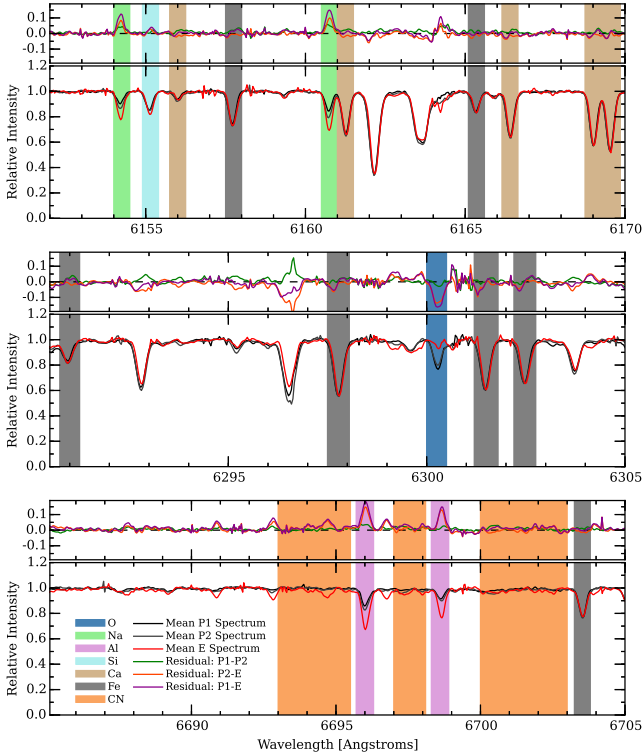 0.1
0.0
-0.1
1.2
1.0
0.8
0.6
0.4
0.2
0.0
Relative Intensity
6155 6160 6165 6170
0.1
0.0
-0.1
1.2
1.0
0.8
0.6
0.4
0.2
0.0
Relative Intensity
6295 6300 6305
0.1
0.0
-0.1
1.2
1.0
0.8
0.6
0.4
0.2
0.0
Relative Intensity
O
Na
Al
Si
Ca
Fe
CN
Mean P1 Spectrum
Mean P2 Spectrum
Mean E Spectrum
Residual: P1-P2
Residual: P2-E
Residual: P1-E
6690 6695 6700 6705
Wavelength [Angstroms]